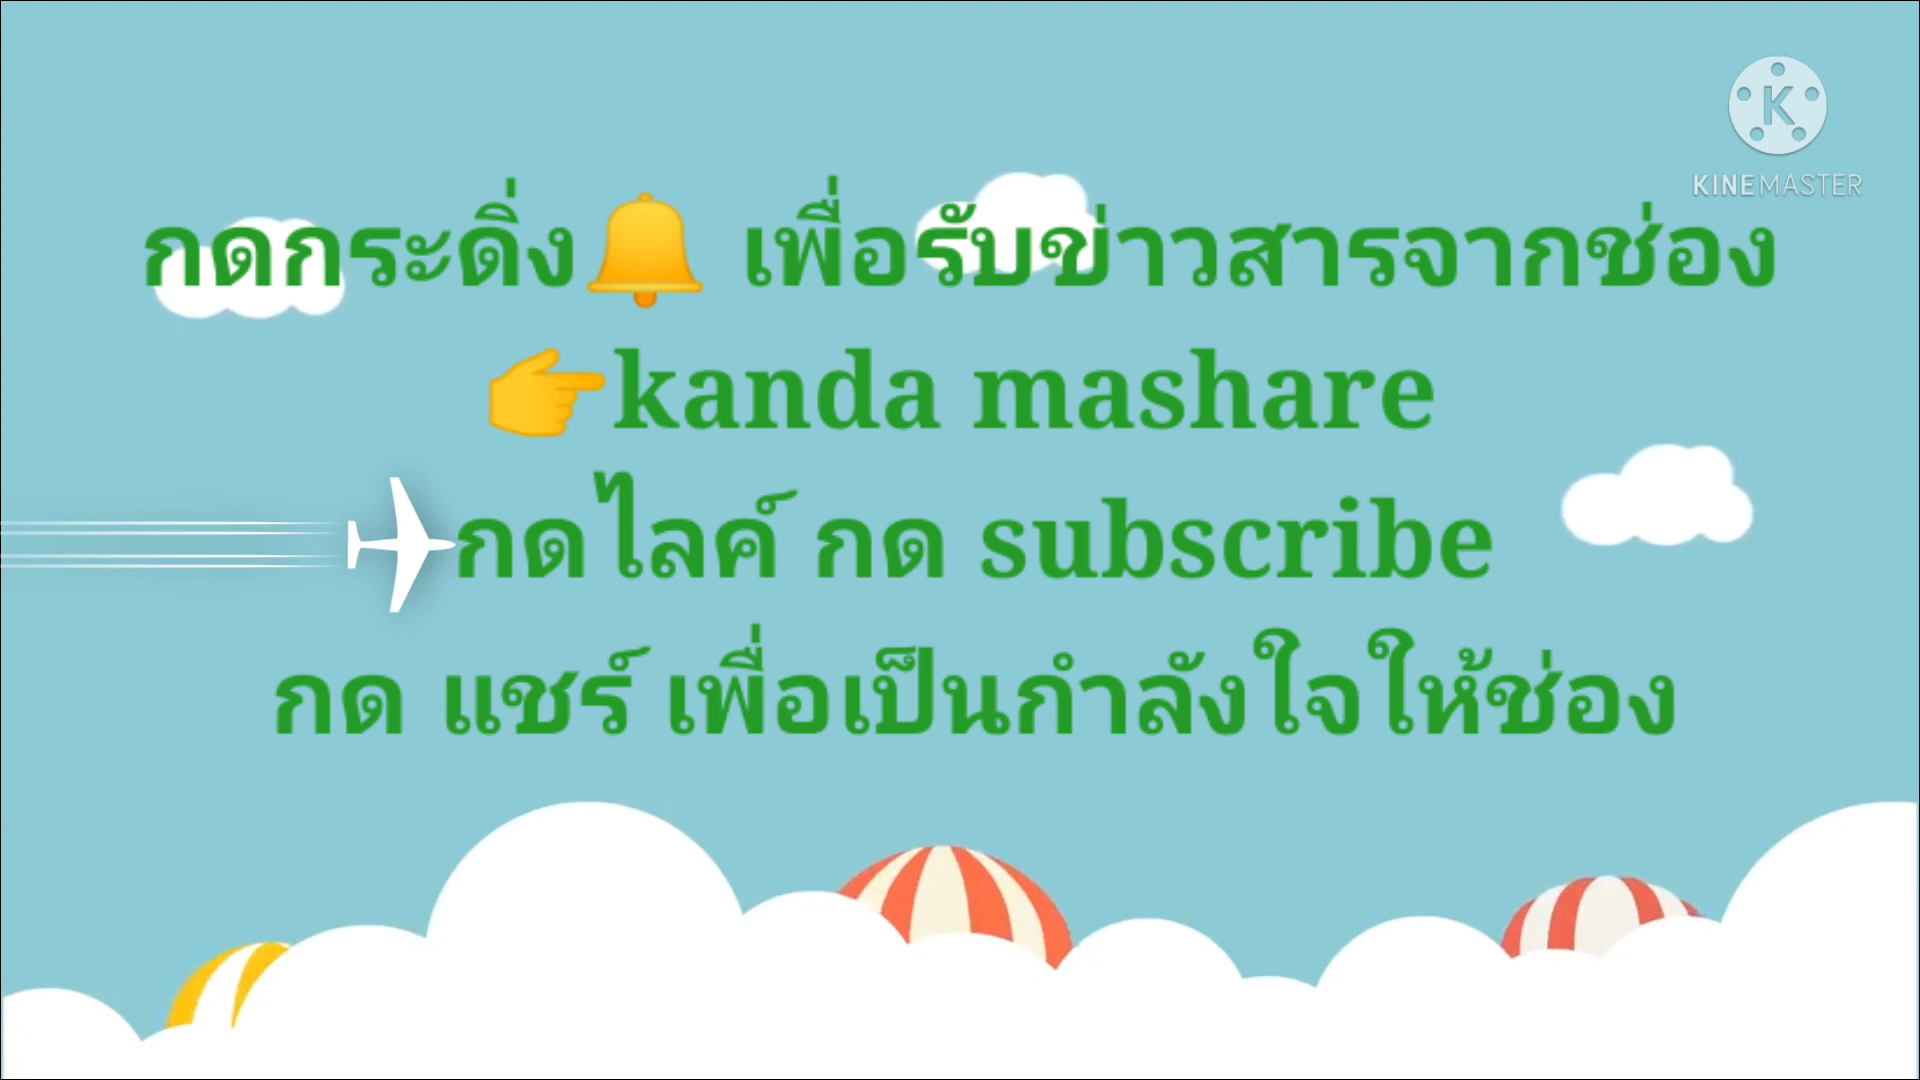 K
KINEMASTER
กดกระดิ่ง🔔 เพื่อรับข่าวสารจากช่อง
👉kanda mashare
กดไลค์ กด subscribe
กด แชร์ เพื่อเป็นกำลังใจให้ช่อง